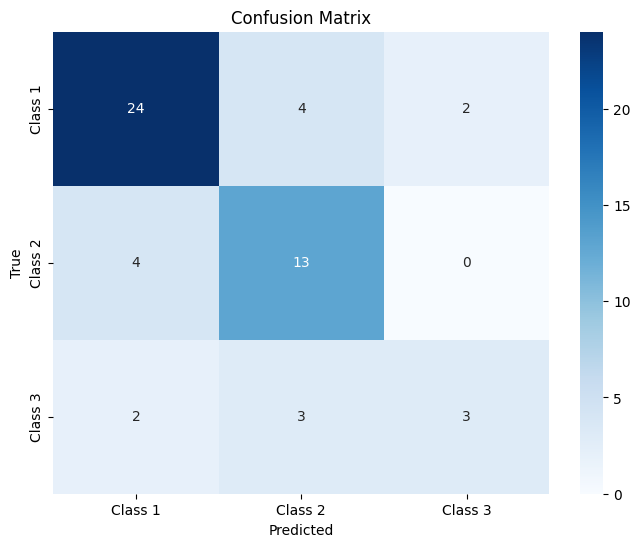 Confusion Matrix
Class 1
24
4
2
20
Class 2
4
13
0
15
True
10
Class 3
2
3
3
5
0
Class 1
Class 2
Class 3
Predicted